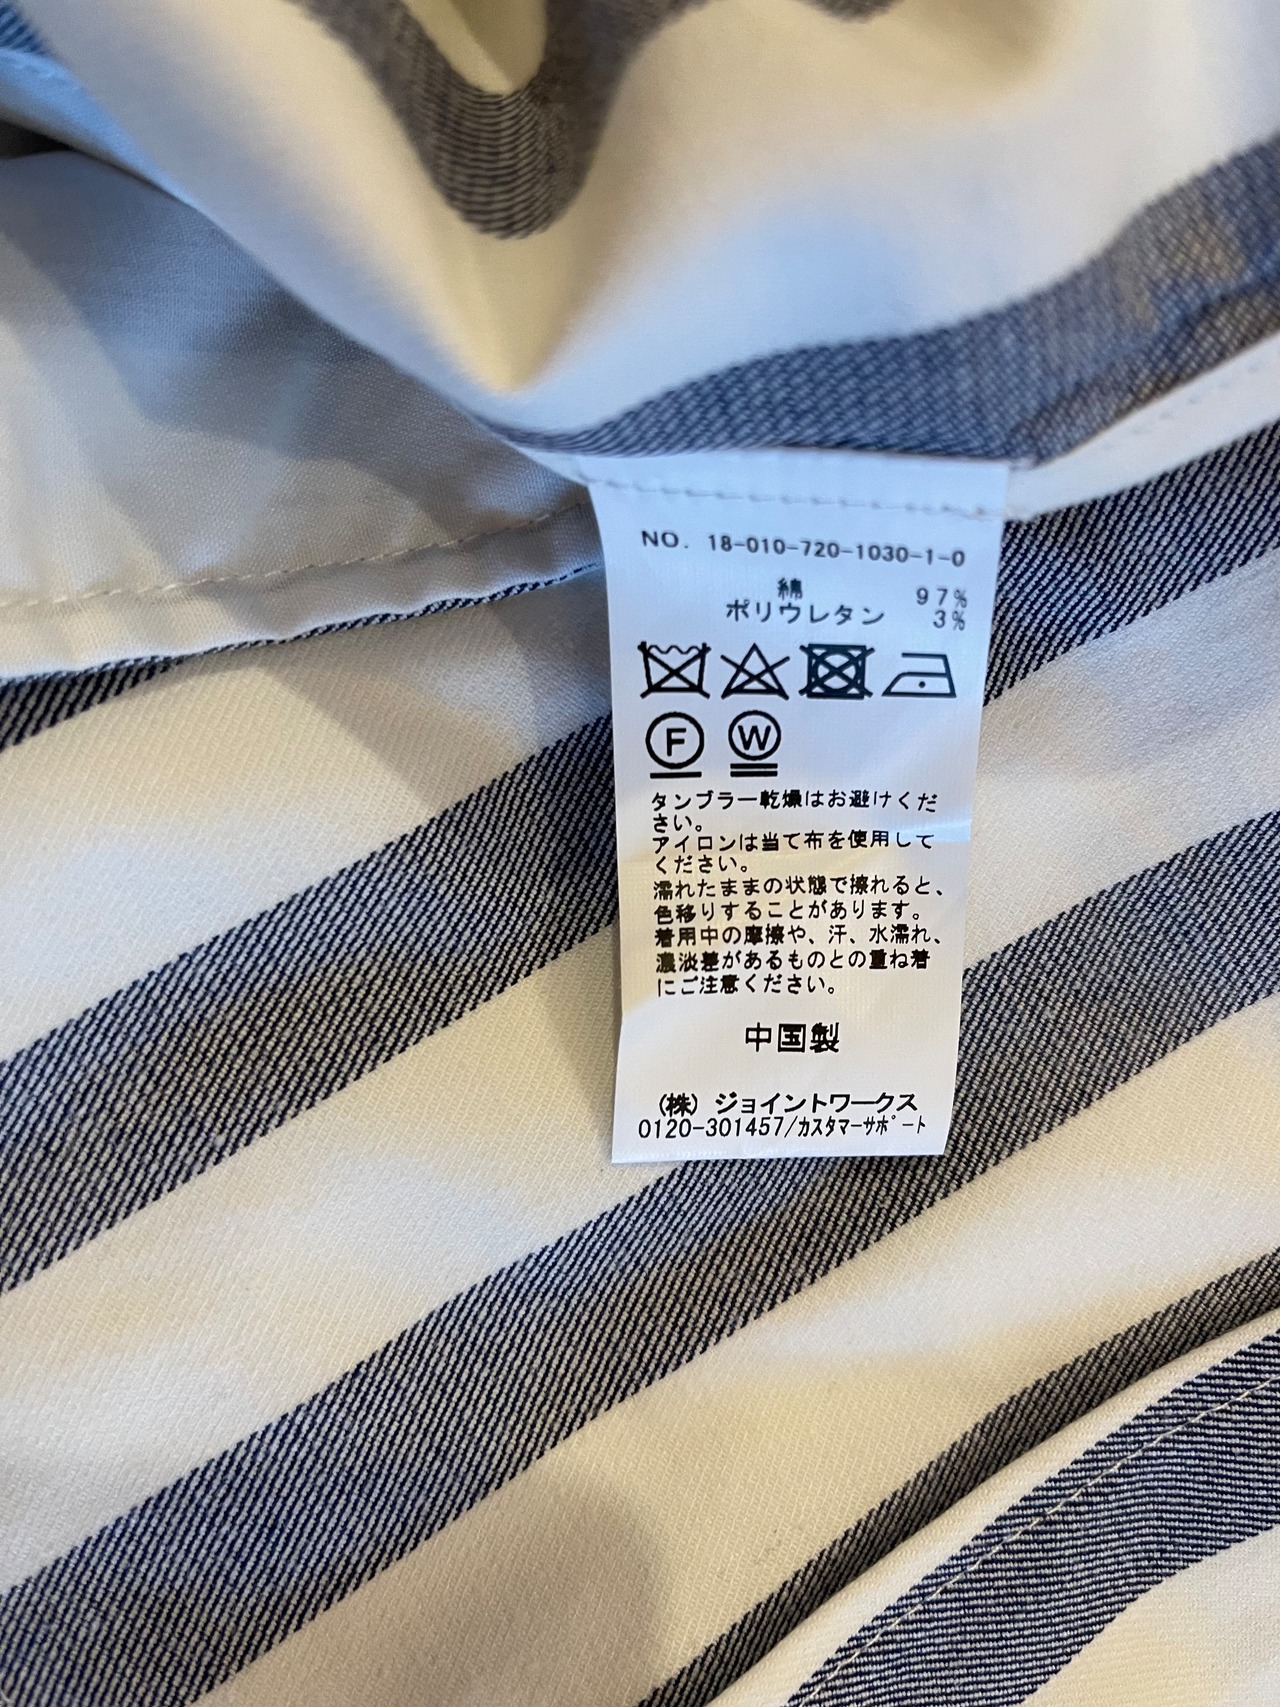 NO. 18-010-720-1030-1-0
綿 97%
ポリウレタン 3%
F W
タンブラー乾燥はお避けくだ
さい。
アイロンは当て布を使用して
ください。
濡れたままの状態で擦れると、
色移りすることがあります。
着用中の摩擦や、汗、水濡れ、
濃淡差があるものとの重ね着
にご注意ください。
中国製
(株) ジョイントワークス
0120-301457/ｶｽﾀﾏｰｻﾎﾟｰﾄ